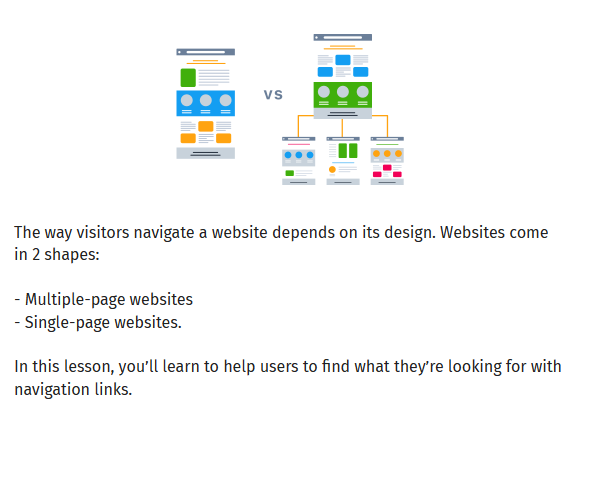 VS
The way visitors navigate a website depends on its design. Websites come
in 2 shapes:
- Multiple-page websites
- Single-page websites.
In this lesson, you’ll learn to help users to find what they’re looking for with
navigation links.